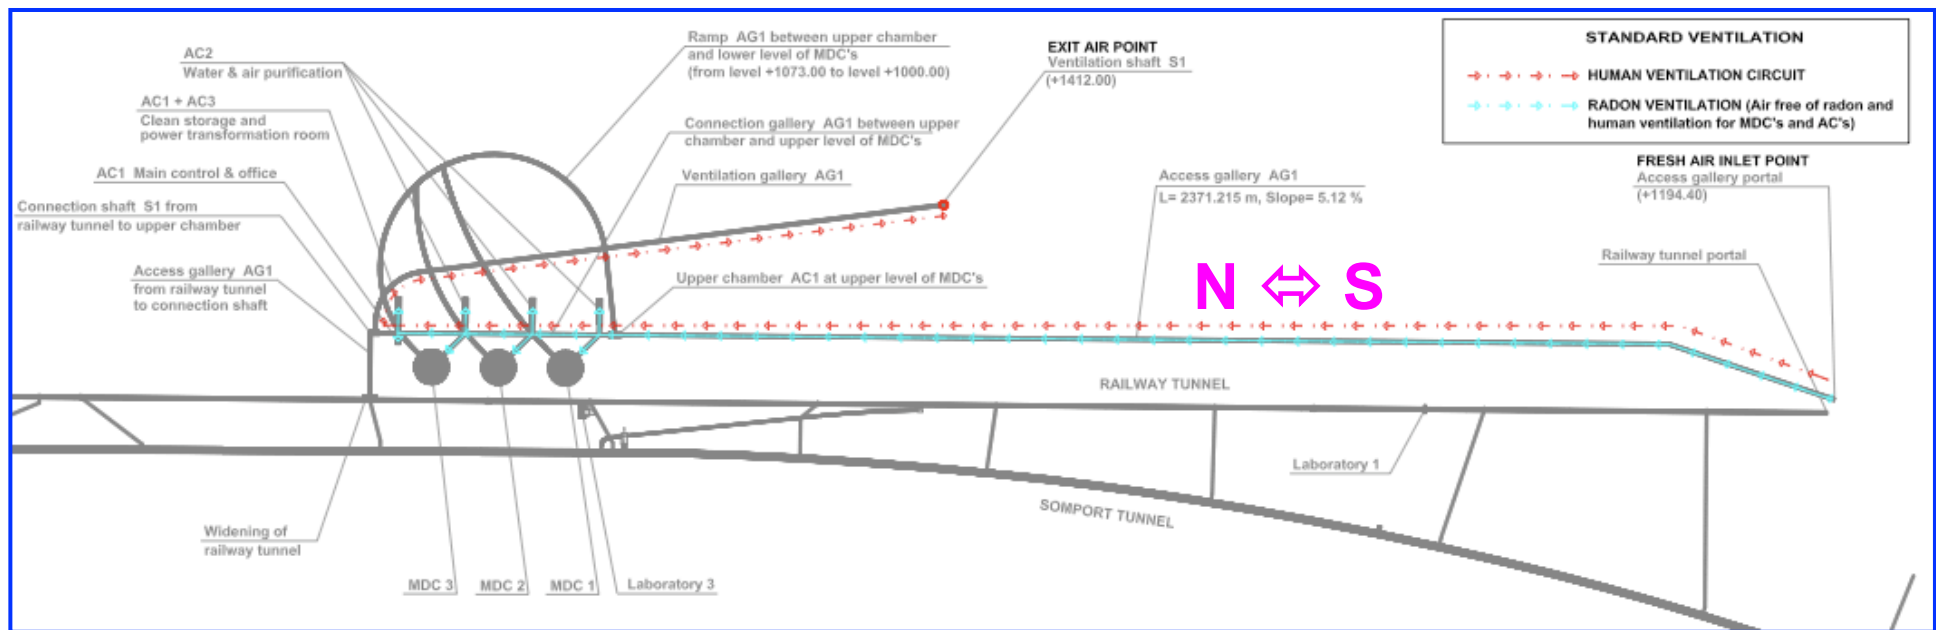 AC2
Water & air purification
AC1 + AC3
Clean storage and
power transformation room
AC1 Main control & office
Connection shaft S1 from
railway tunnel to upper chamber
Access gallery AG1
from railway tunnel
to connection shaft
Ramp AG1 between upper chamber
and lower level of MDC's
(from level +1073.00 to level +1000.00)
Connection gallery AG1 between upper
chamber and upper level of MDC's
Ventilation gallery AG1
EXIT AIR POINT
Ventilation shaft S1
(+1412.00)
Upper chamber AC1 at upper level of MDC's
Access gallery AG1
L= 2371.215 m, Slope= 5.12 %
STANDARD VENTILATION
HUMAN VENTILATION CIRCUIT
RADON VENTILATION (Air free of radon and
human ventilation for MDC's and AC's)
FRESH AIR INLET POINT
Access gallery portal
(+1194.40)
Railway tunnel portal
N ⇔ S
RAILWAY TUNNEL
Laboratory 1
SOMPORT TUNNEL
Widening of
railway tunnel
MDC 3
MDC 2
MDC 1
Laboratory 3